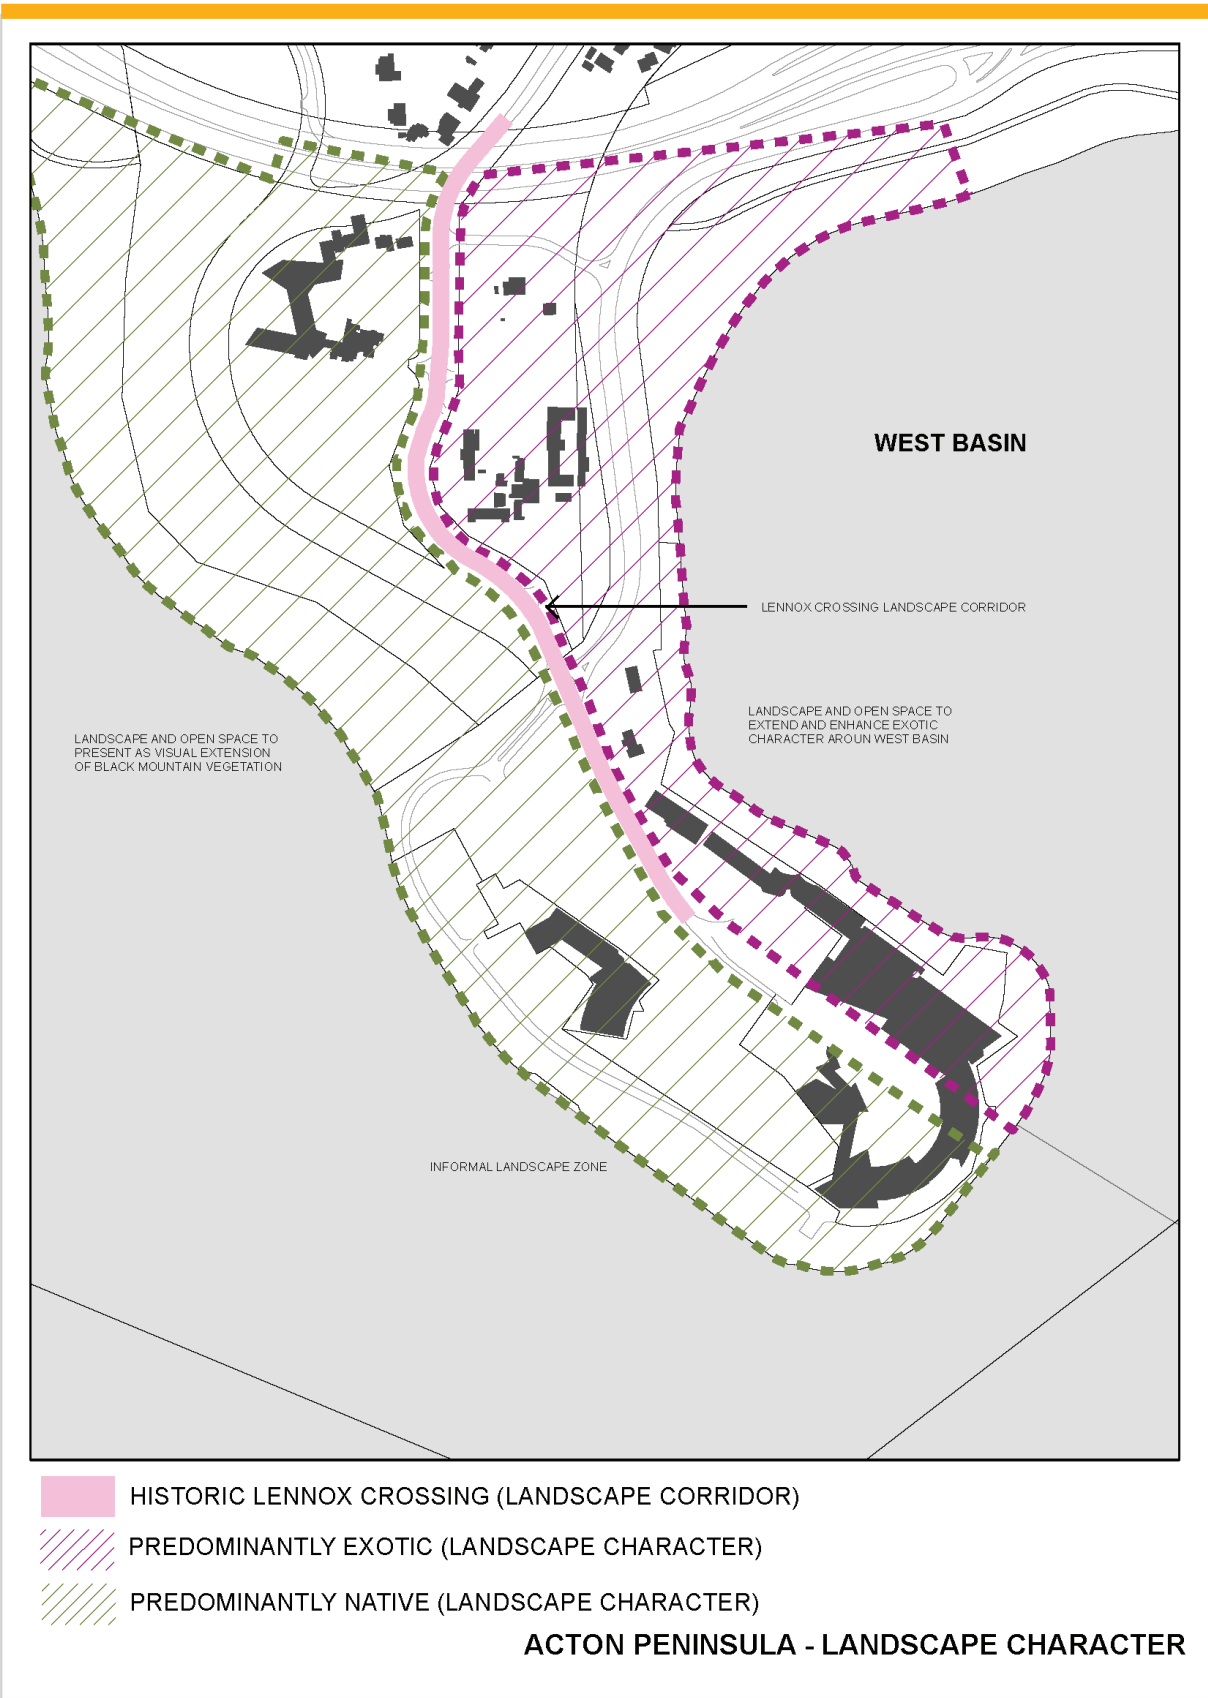 WEST BASIN
LENNOX CROSSING LANDSCAPE CORRIDOR
LANDSCAPE AND OPEN SPACE TO
EXTEND AND ENHANCE EXOTIC
CHARACTER AROUN WEST BASIN
LANDSCAPE AND OPEN SPACE TO
PRESENT AS VISUAL EXTENSION
OF BLACK MOUNTAIN VEGETATION
INFORMAL LANDSCAPE ZONE
HISTORIC LENNOX CROSSING (LANDSCAPE CORRIDOR)
PREDOMINANTLY EXOTIC (LANDSCAPE CHARACTER)
PREDOMINANTLY NATIVE (LANDSCAPE CHARACTER)
ACTON PENINSULA - LANDSCAPE CHARACTER